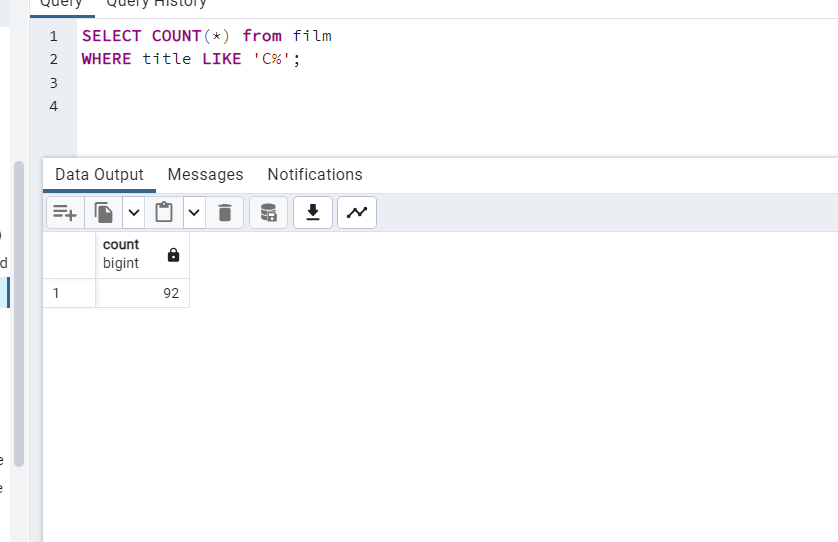 Query Query History
1 SELECT COUNT(*) from film
2 WHERE title LIKE 'C%';
3
4
Data Output Messages Notifications
count
bigint
1 92
d
e
e